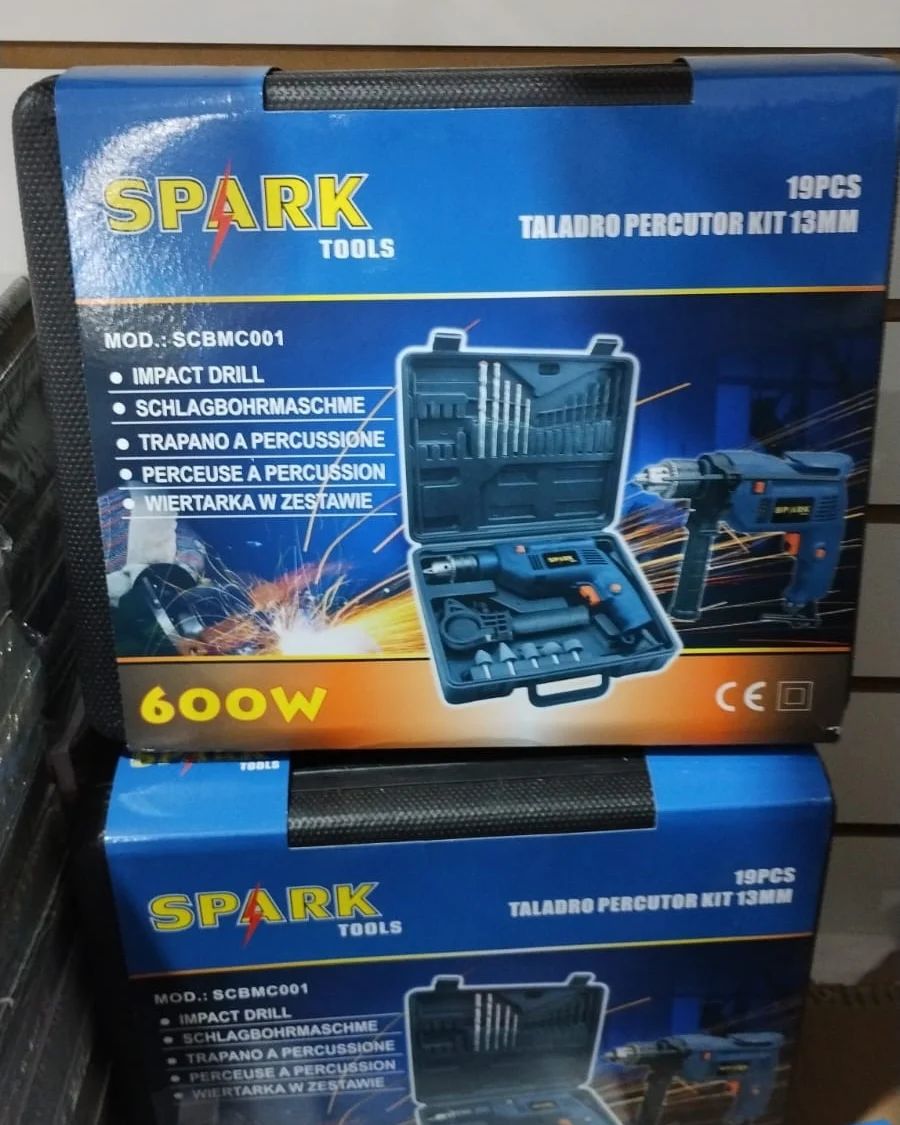 SPARK
TOOLS
19PCS
TALADRO PERCUTOR KIT 13MM
MOD.: SCBMC001
• IMPACT DRILL
• SCHLAGBOHRMASCHME
• TRAPANO A PERCUSSIONE
• PERCEUSE A PERCUSSION
• WIERTARKA W ZESTAWIE
SPARK
SPARK
600W
CE
TOOLS
SPARK
TOOLS
19PCS
TALADRO PERCUTOR KIT 13MM
MOD.: SCBMC001
• IMPACT DRILL
• SCHLAGBOHRMASCHME
• TRAPANO A PERCUSSIONE
• PERCEUSE A PERCUSSION
• WIERTARKA W ZESTAWIE